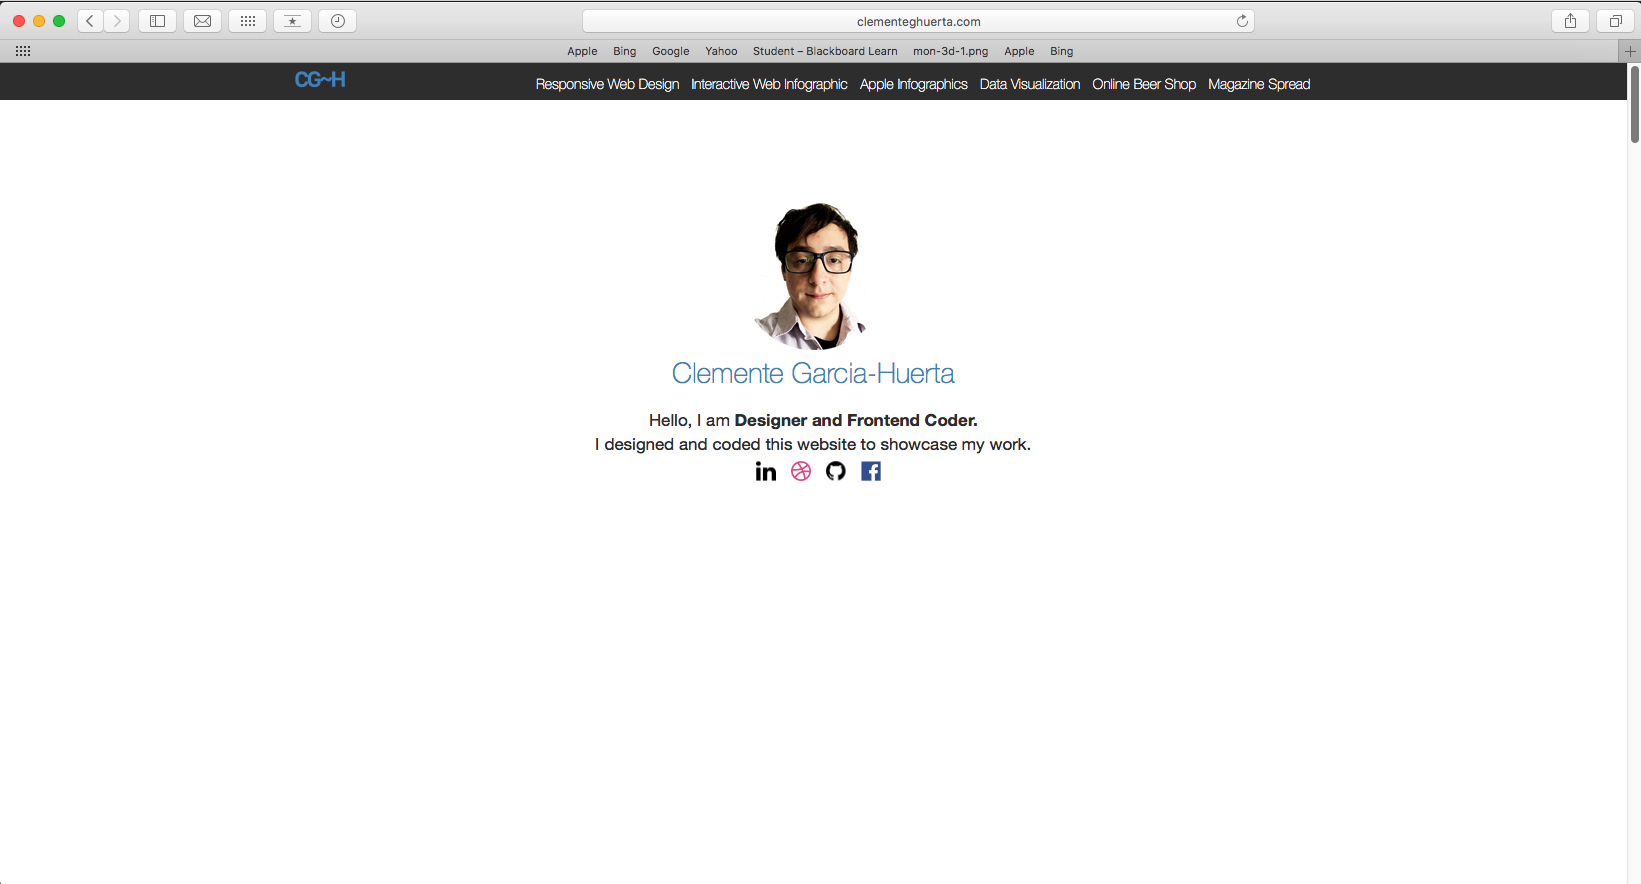 clementeghuerta.com
Apple Bing Google Yahoo Student – Blackboard Learn mon-3d-1.png Apple Bing
CG~H Responsive Web Design Interactive Web Infographic Apple Infographics Data Visualization Online Beer Shop Magazine Spread
Clemente Garcia-Huerta
Hello, I am Designer and Frontend Coder.
I designed and coded this website to showcase my work.